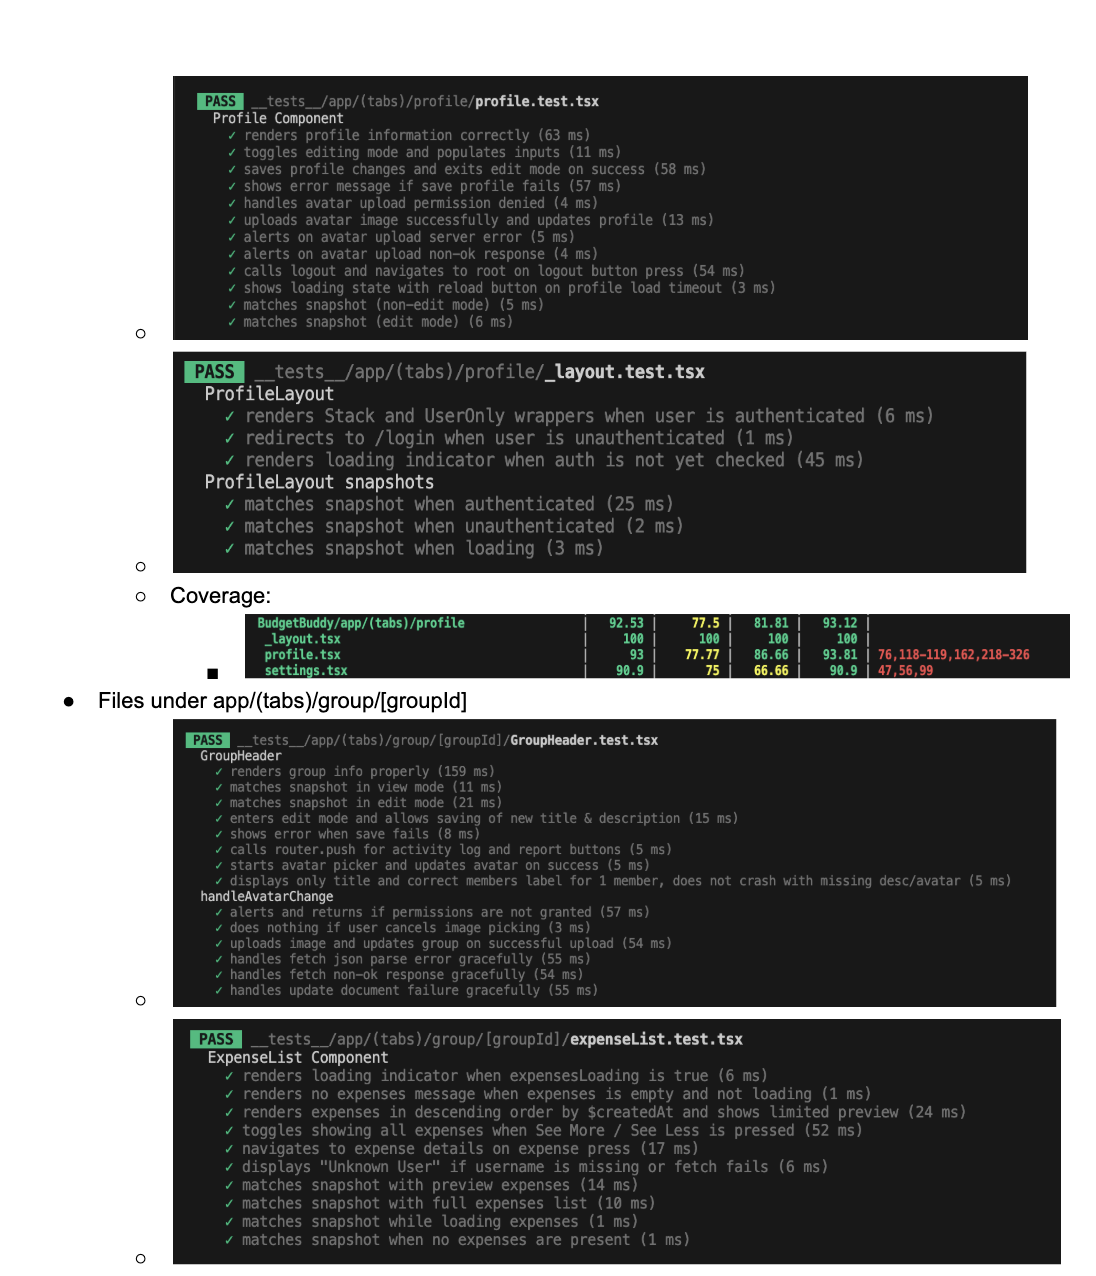 PASS __tests__/app/(tabs)/profile/profile.test.tsx
Profile Component
✓ renders profile information correctly (63 ms)
✓ toggles editing mode and populates inputs (11 ms)
✓ saves profile changes and exits edit mode on success (58 ms)
✓ shows error message if save profile fails (57 ms)
✓ handles avatar upload permission denied (4 ms)
✓ uploads avatar image successfully and updates profile (13 ms)
✓ alerts on avatar upload server error (5 ms)
✓ alerts on avatar upload non-ok response (4 ms)
✓ calls logout and navigates to root on logout button press (54 ms)
✓ shows loading state with reload button on profile load timeout (3 ms)
✓ matches snapshot (non-edit mode) (5 ms)
✓ matches snapshot (edit mode) (6 ms)
PASS __tests__/app/(tabs)/profile/_layout.test.tsx
ProfileLayout
✓ renders Stack and UserOnly wrappers when user is authenticated (6 ms)
✓ redirects to /login when user is unauthenticated (1 ms)
✓ renders loading indicator when auth is not yet checked (45 ms)
ProfileLayout snapshots
✓ matches snapshot when authenticated (25 ms)
✓ matches snapshot when unauthenticated (2 ms)
✓ matches snapshot when loading (3 ms)
○ Coverage:
BudgetBuddy/app/(tabs)/profile | 92.53 | 77.5 | 81.81 | 93.12 |
_layout.tsx | 100 | 100 | 100 | 100 |
profile.tsx | 93 | 77.77 | 86.66 | 93.81 | 76,118-119,162,218-326
settings.tsx | 90.9 | 75 | 66.66 | 90.9 | 47,56,99
● Files under app/(tabs)/group/[groupId]
PASS __tests__/app/(tabs)/group/[groupId]/GroupHeader.test.tsx
GroupHeader
✓ renders group info properly (159 ms)
✓ matches snapshot in view mode (11 ms)
✓ matches snapshot in edit mode (21 ms)
✓ enters edit mode and allows saving of new title & description (15 ms)
✓ shows error when save fails (8 ms)
✓ calls router.push for activity log and report buttons (5 ms)
✓ starts avatar picker and updates avatar on success (5 ms)
✓ displays only title and correct members label for 1 member, does not crash with missing desc/avatar (5 ms)
handleAvatarChange
✓ alerts and returns if permissions are not granted (57 ms)
✓ does nothing if user cancels image picking (3 ms)
✓ uploads image and updates group on successful upload (54 ms)
✓ handles fetch json parse error gracefully (55 ms)
✓ handles fetch non-ok response gracefully (54 ms)
✓ handles update document failure gracefully (55 ms)
PASS __tests__/app/(tabs)/group/[groupId]/expenseList.test.tsx
ExpenseList Component
✓ renders loading indicator when expensesLoading is true (6 ms)
✓ renders no expenses message when expenses is empty and not loading (1 ms)
✓ renders expenses in descending order by $createdAt and shows limited preview (24 ms)
✓ toggles showing all expenses when See More / See Less is pressed (52 ms)
✓ navigates to expense details on expense press (17 ms)
✓ displays "Unknown User" if username is missing or fetch fails (6 ms)
✓ matches snapshot with preview expenses (14 ms)
✓ matches snapshot with full expenses list (10 ms)
✓ matches snapshot while loading expenses (1 ms)
✓ matches snapshot when no expenses are present (1 ms)